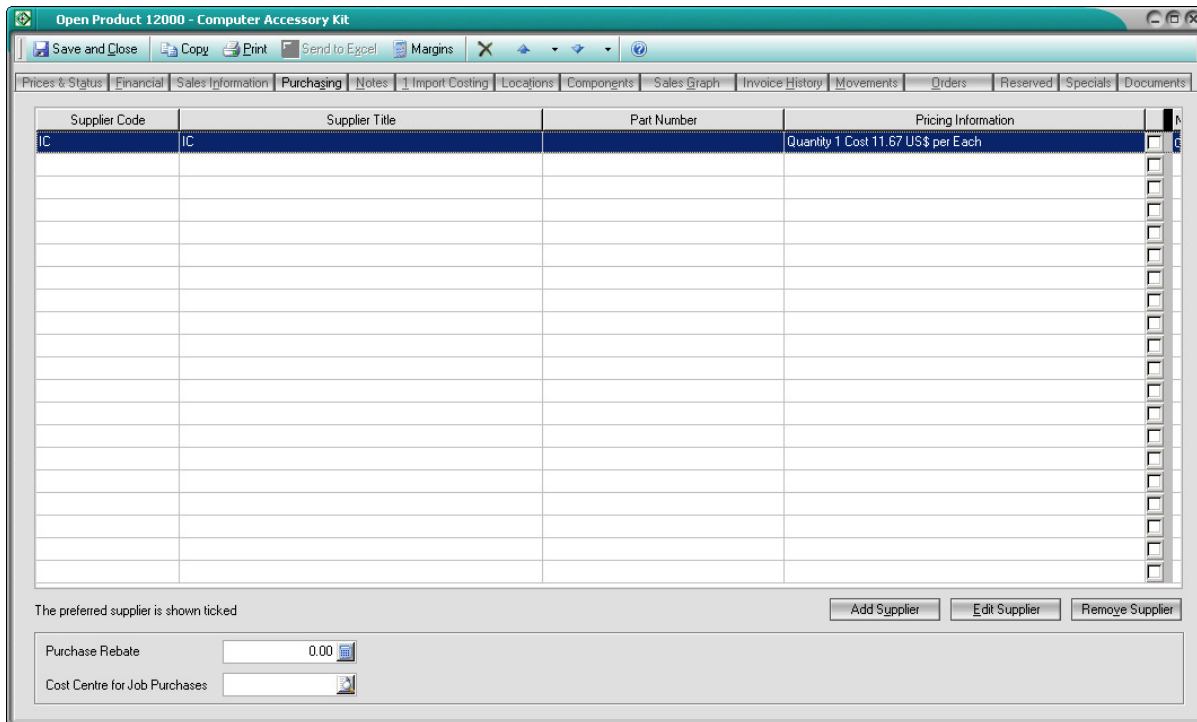 Open Product 12000 - Computer Accessory Kit
Save and Close Copy Print Send to Excel Margins
Prices & Status Financial Sales Information Purchasing Notes 1 Import Costing Locations Components Sales Graph Invoice History Movements Orders Reserved Specials Documents
Supplier Code Supplier Title Part Number Pricing Information
IC IC Quantity 1 Cost 11.67 US$ per Each
The preferred supplier is shown ticked Add Supplier Edit Supplier Remove Supplier
Purchase Rebate 0.00
Cost Centre for Job Purchases